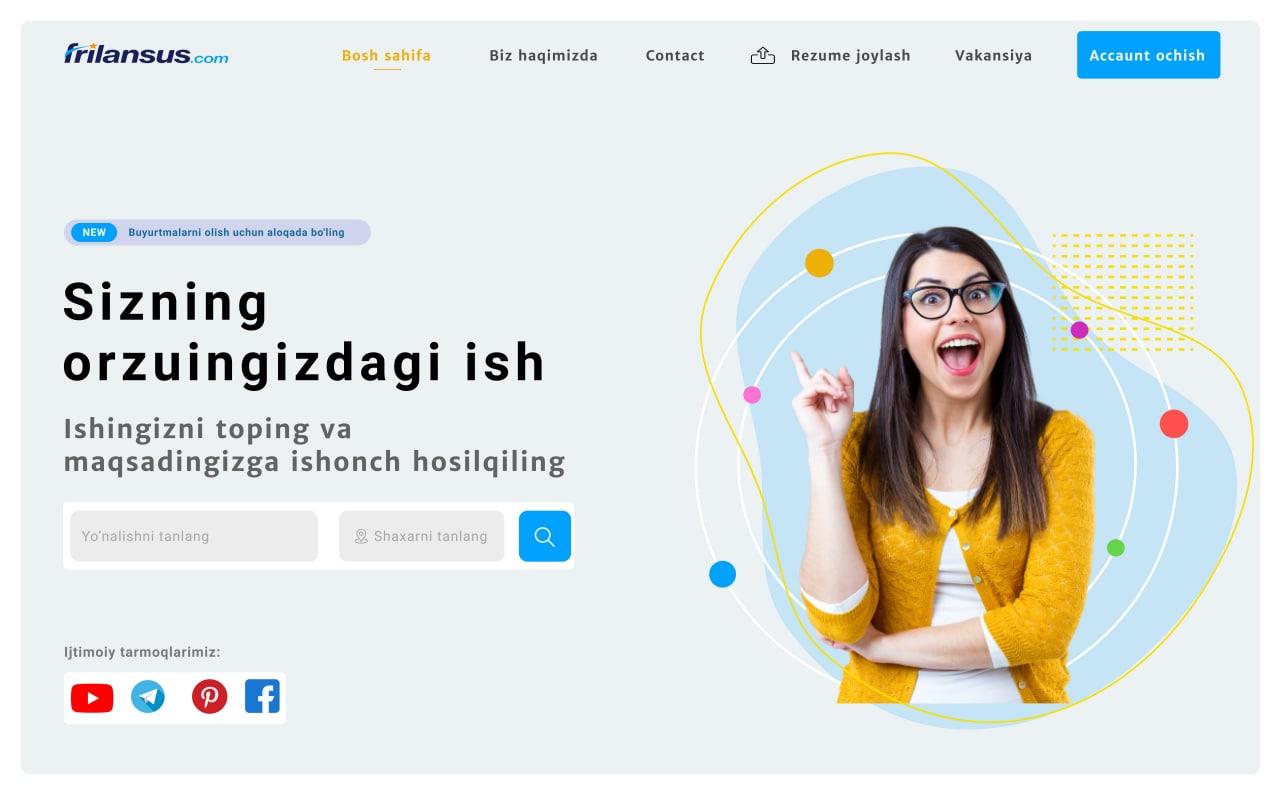 frilansus.com
Bosh sahifa
Biz haqimizda
Contact
Rezume joylash
Vakansiya
Accaunt ochish
NEW Buyurtmalarni olish uchun aloqada bo'ling
Sizning
orzuingizdagi ish
Ishingizni toping va
maqsadingizga ishonch hosilqiling
Yo'nalishni tanlang
Shaxarni tanlang
Ijtimoiy tarmoqlarimiz: